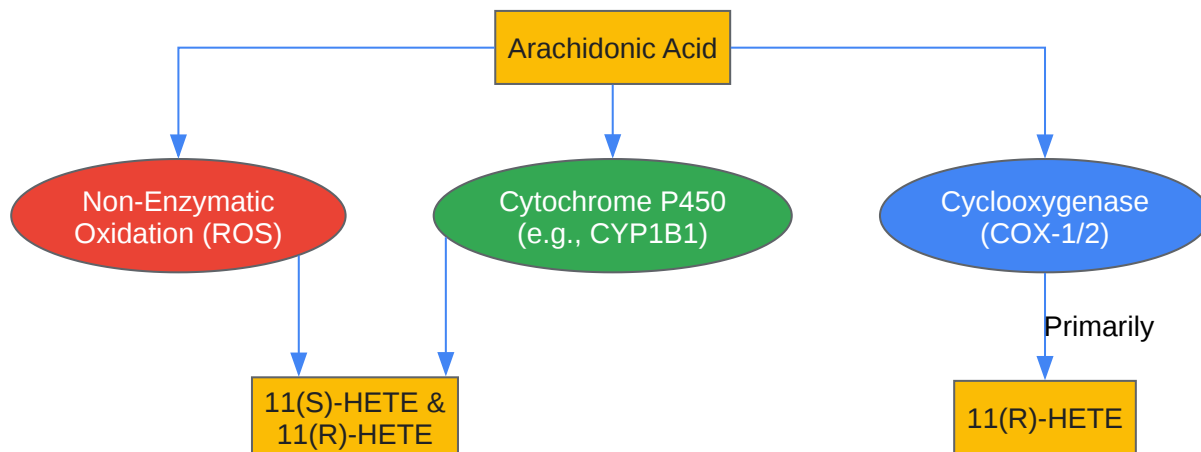 Arachidonic Acid
Non-Enzymatic
Oxidation (ROS)
Cytochrome P450
(e.g., CYP1B1)
Cyclooxygenase
(COX-1/2)
Primarily
11(S)-HETE &
11(R)-HETE
11(R)-HETE